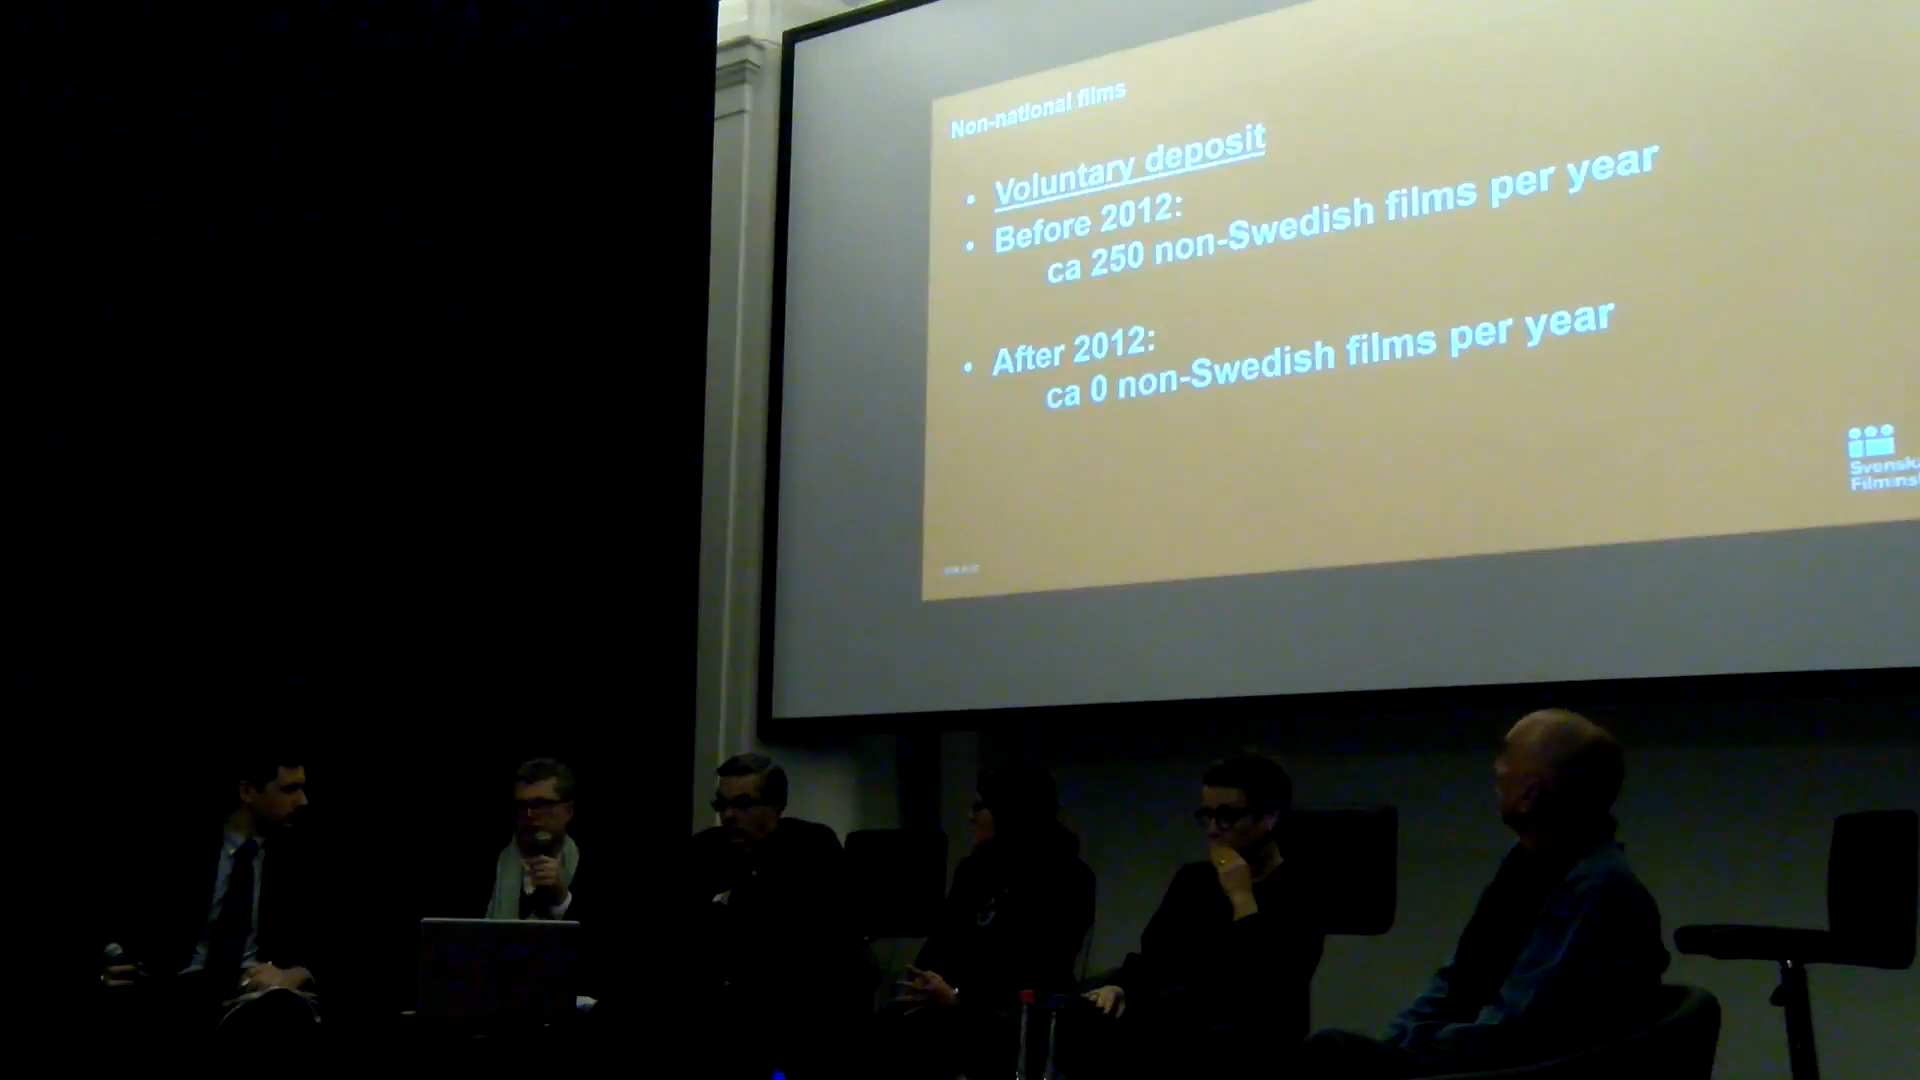 Non-national films
• Voluntary deposit
• Before 2012:
ca 250 non-Swedish films per year
• After 2012:
ca 0 non-Swedish films per year
Svenska